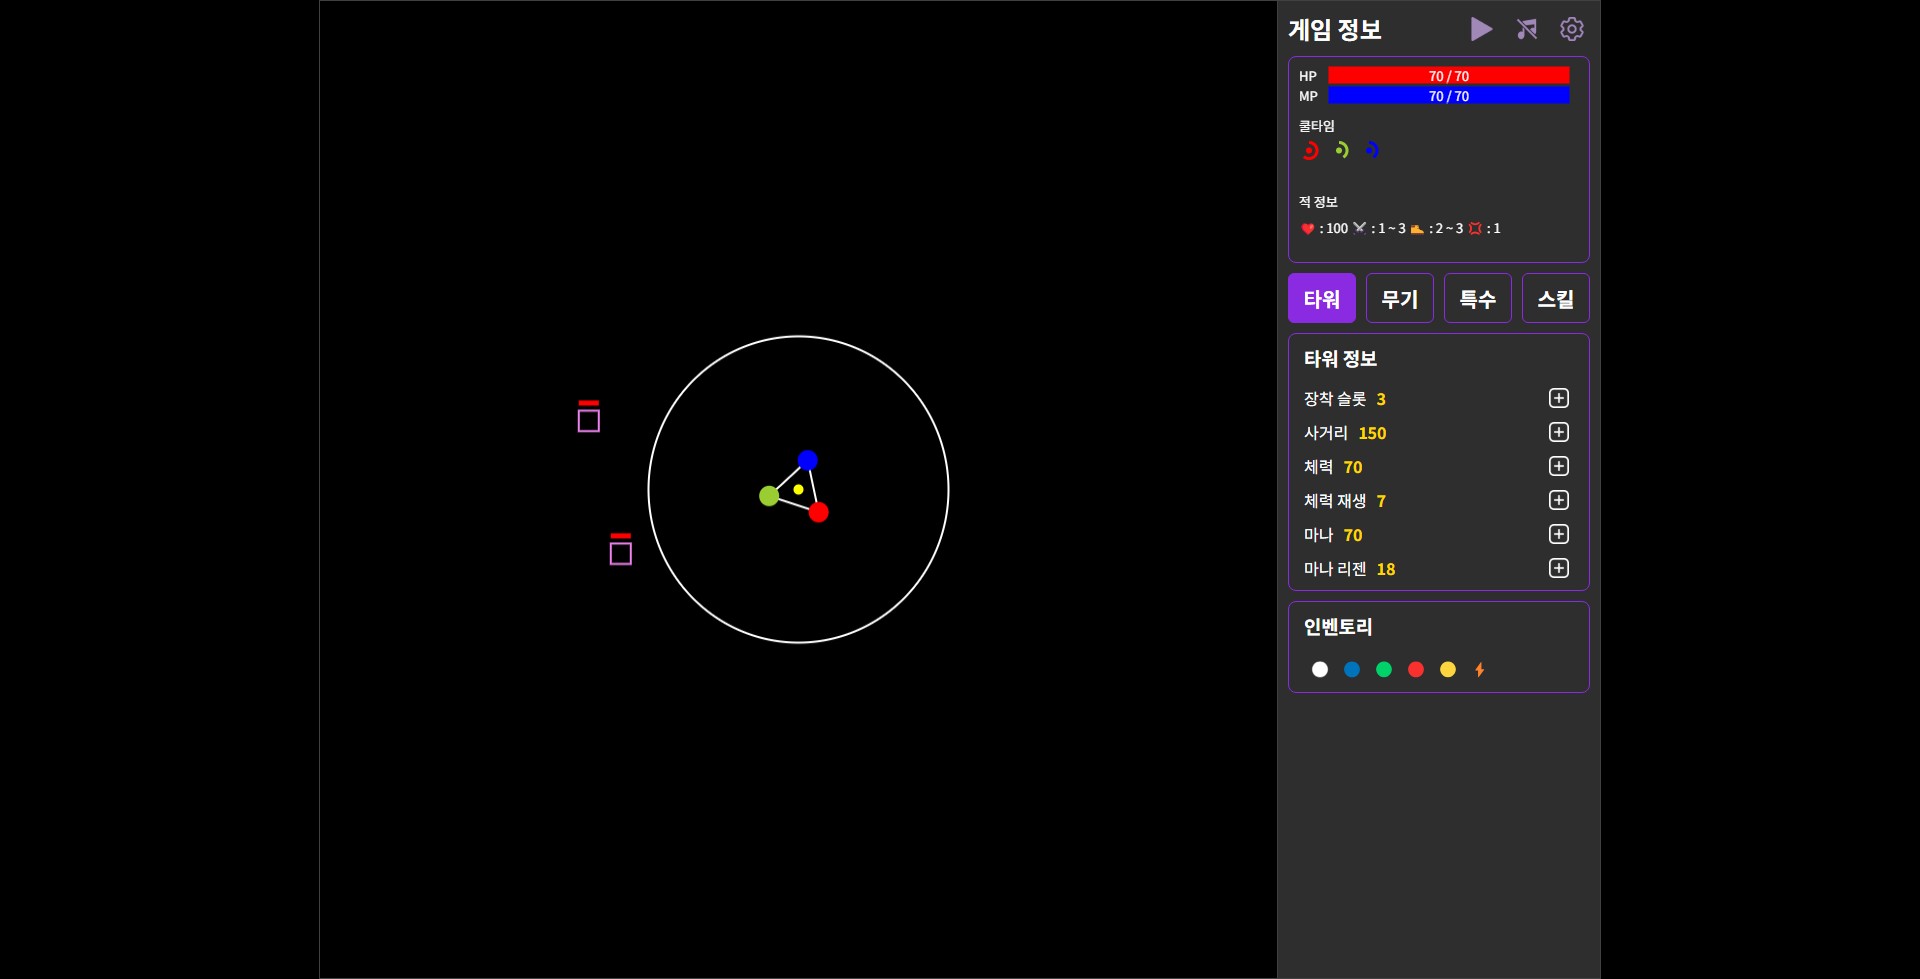 게임 정보
HP 70 / 70
MP 70 / 70
쿨타임
적 정보
: 100 : 1 ~ 3 : 2 ~ 3 : 1
타워 무기 특수 스킬
타워 정보
장착 슬롯 3
사거리 150
체력 70
체력 재생 7
마나 70
마나 리젠 18
인벤토리